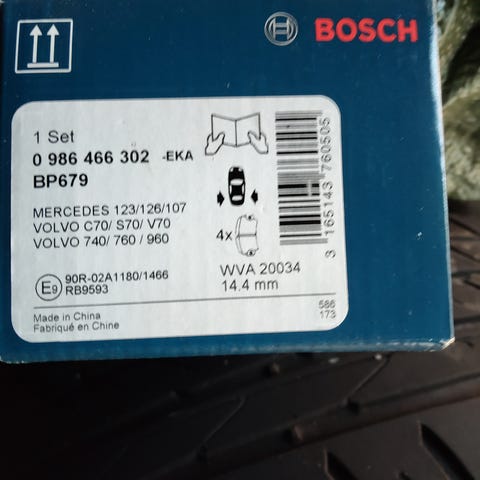 BOSCH
1 Set
0 986 466 302 -EKA
BP679
MERCEDES 123/126/107
VOLVO C70/ S70/ V70
VOLVO 740/ 760 / 960
4x
WVA 20034
14.4 mm
E9
90R-02A1180/1466
RB9593
Made in China
Fabriqué en Chine
586
173
3 165143 760505